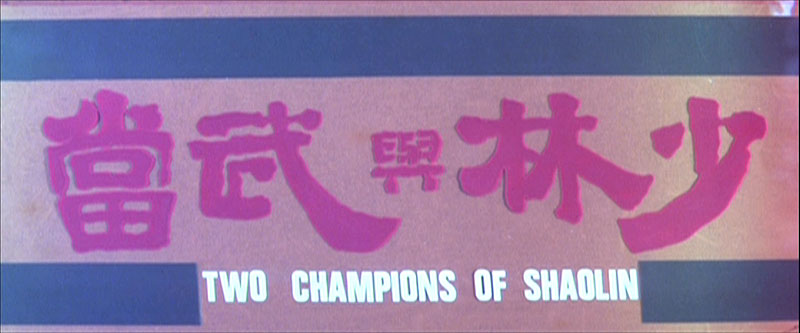 少林與武當
TWO CHAMPIONS OF SHAOLIN